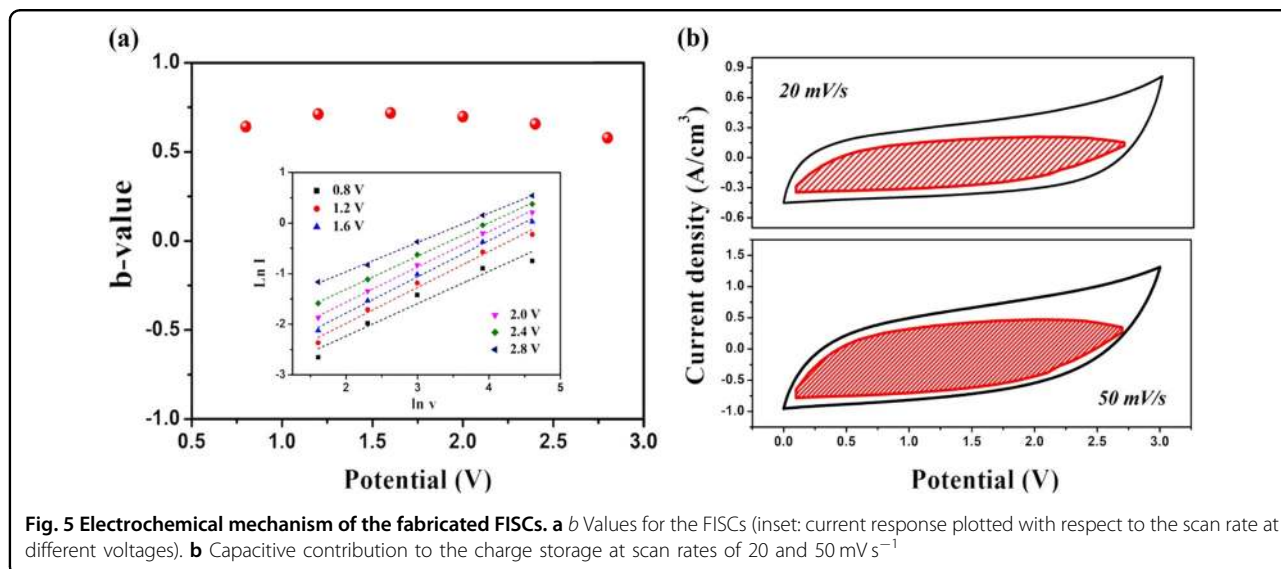 (a)
1.0
0.5
0.0
-0.5
-1.0
b-value
0.5 1.0 1.5 2.0 2.5 3.0
Potential (V)
1
0
-1
-2
-3
Ln I
2 3 4 5
ln v
0.8 V
1.2 V
1.6 V
2.0 V
2.4 V
2.8 V
(b)
0.9
0.6
0.3
0.0
-0.3
-0.6
20 mV/s
Current density (A/cm³)
1.5
1.0
0.5
0.0
-0.5
-1.0
50 mV/s
0.0 0.5 1.0 1.5 2.0 2.5 3.0
Potential (V)
Fig. 5 Electrochemical mechanism of the fabricated FISCs. a b Values for the FISCs (inset: current response plotted with respect to the scan rate at
different voltages). b Capacitive contribution to the charge storage at scan rates of 20 and 50 mV s⁻¹